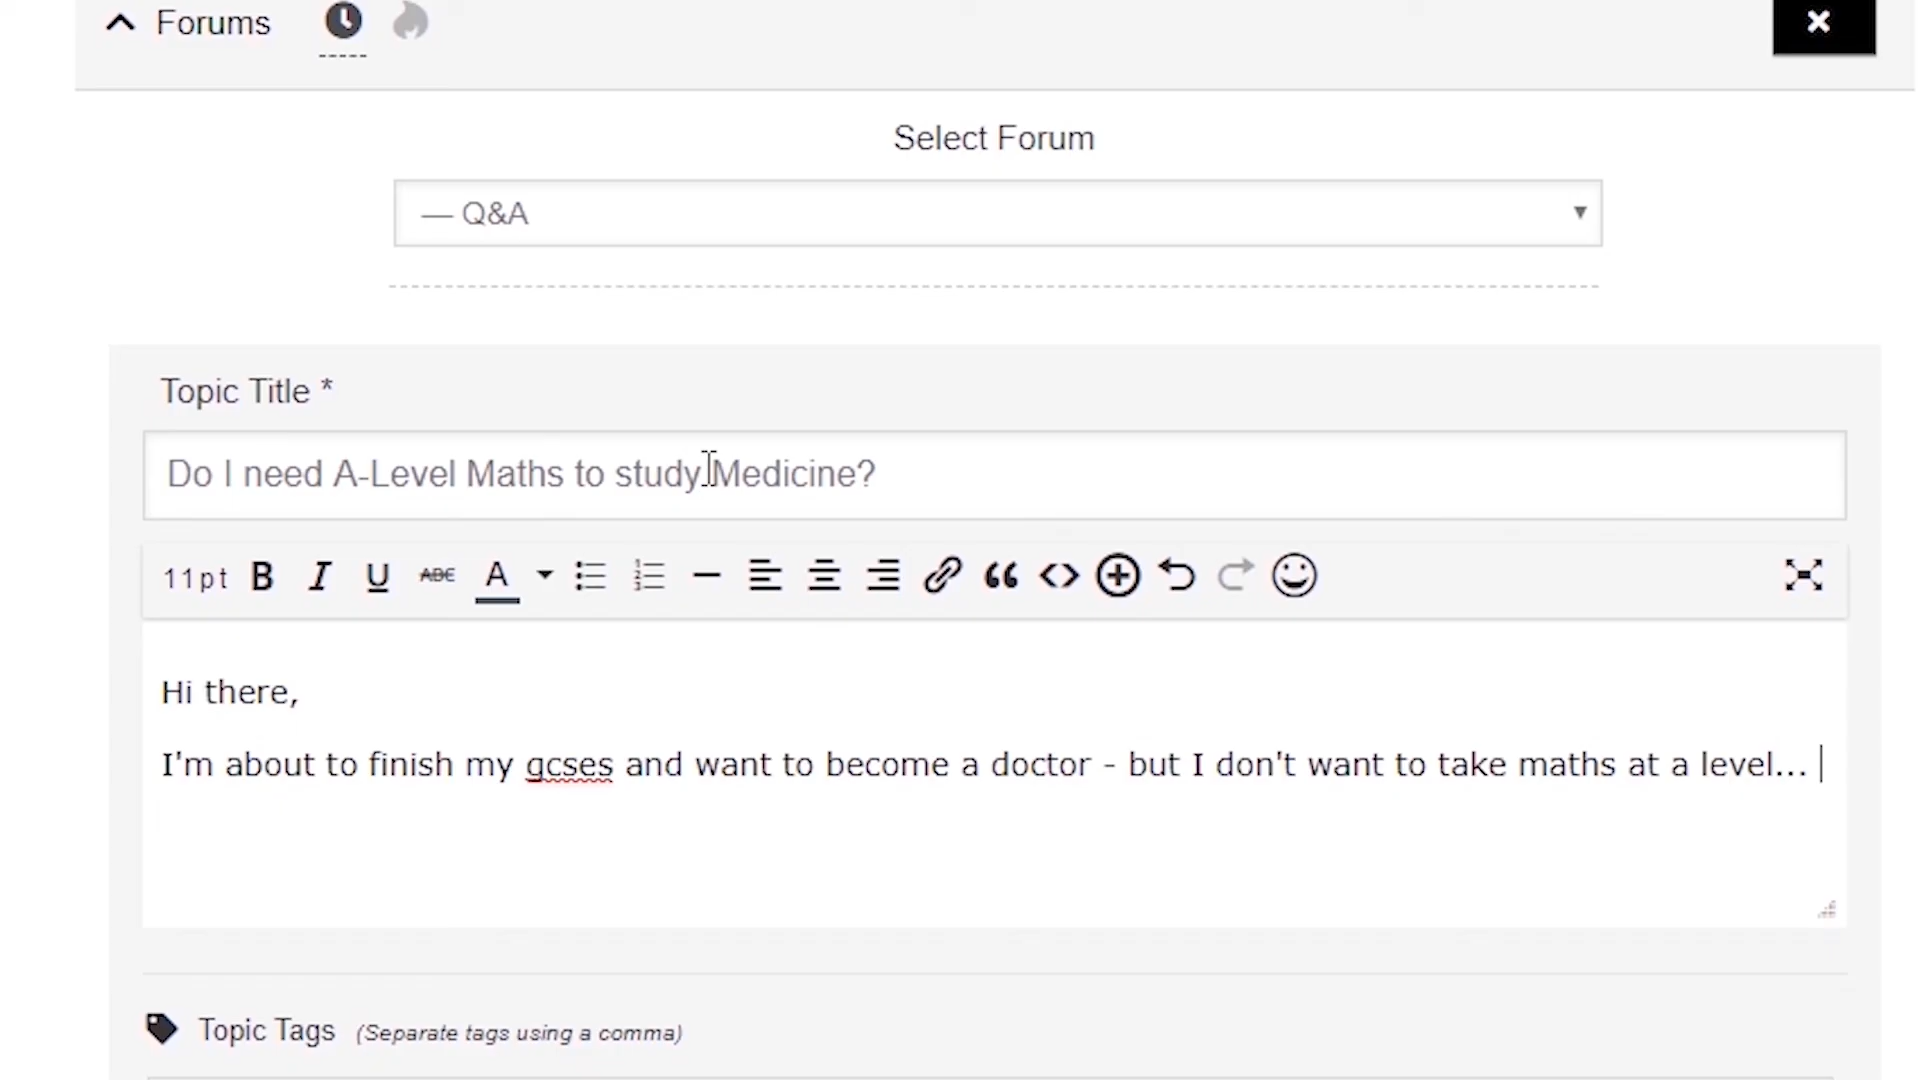 Forums
Select Forum
— Q&A
Topic Title *
Do I need A-Level Maths to study Medicine?
11pt B I U ABC A
Hi there,
I'm about to finish my gcses and want to become a doctor - but I don't want to take maths at a level...
Topic Tags (Separate tags using a comma)